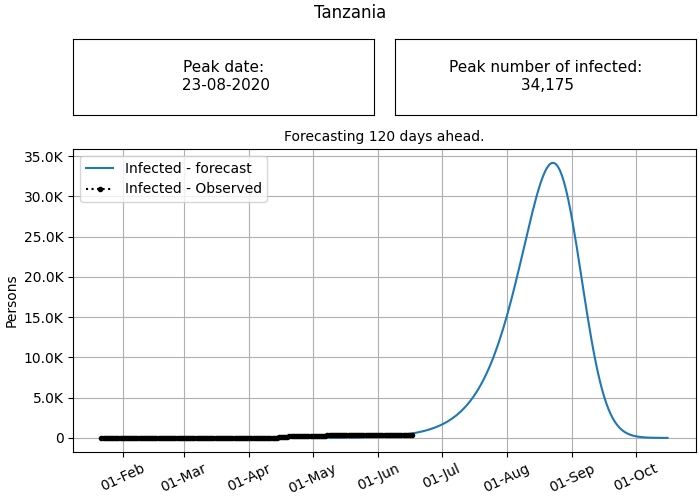 Tanzania
Peak date:
23-08-2020
Peak number of infected:
34,175
Forecasting 120 days ahead.
Infected - forecast
Infected - Observed
35.0K
30.0K
25.0K
20.0K
15.0K
10.0K
5.0K
0
Persons
01-Feb
01-Mar
01-Apr
01-May
01-Jun
01-Jul
01-Aug
01-Sep
01-Oct